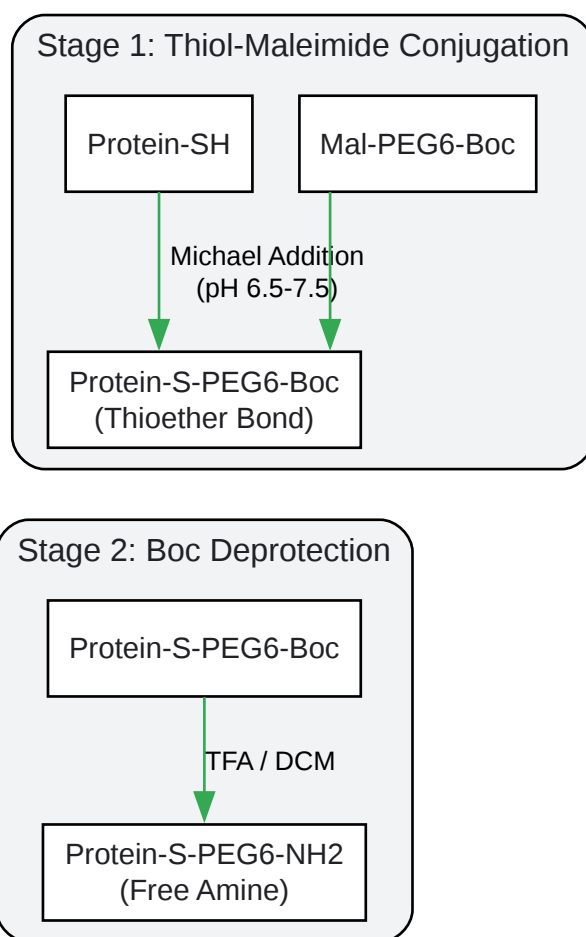 Stage 1: Thiol-Maleimide Conjugation
Protein-SH
Mal-PEG6-Boc
Michael Addition
(pH 6.5-7.5)
Protein-S-PEG6-Boc
(Thioether Bond)
Stage 2: Boc Deprotection
Protein-S-PEG6-Boc
TFA / DCM
Protein-S-PEG6-NH2
(Free Amine)